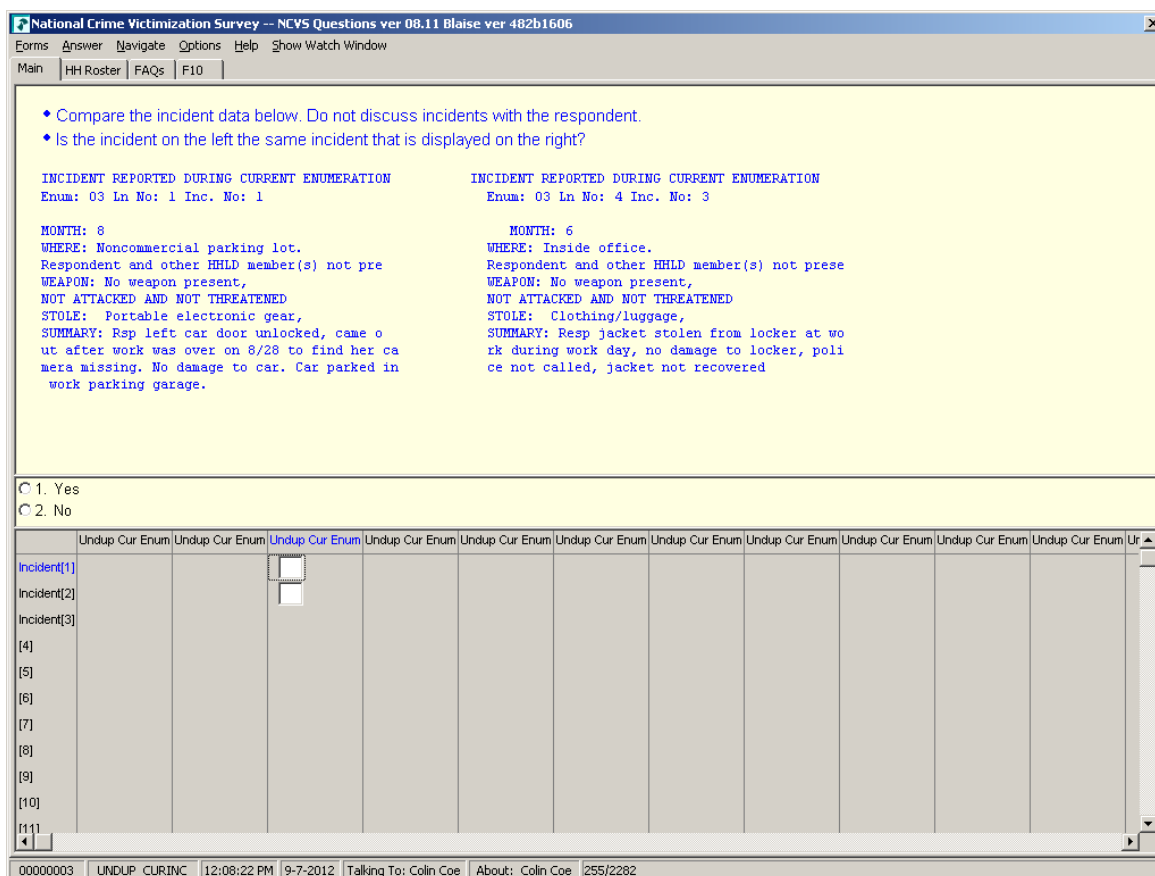 National Crime Victimization Survey -- NCVS Questions ver 08.11 Blaise ver 482b1606
Forms Answer Navigate Options Help Show Watch Window
Main HH Roster FAQs F10
• Compare the incident data below. Do not discuss incidents with the respondent.
• Is the incident on the left the same incident that is displayed on the right?
INCIDENT REPORTED DURING CURRENT ENUMERATION
Enum: 03 Ln No: 1 Inc. No: 1
MONTH: 8
WHERE: Noncommercial parking lot.
Respondent and other HHLD member(s) not pre
WEAPON: No weapon present,
NOT ATTACKED AND NOT THREATENED
STOLE: Portable electronic gear,
SUMMARY: Rsp left car door unlocked, came o
ut after work was over on 8/28 to find her ca
mera missing. No damage to car. Car parked in
work parking garage.
INCIDENT REPORTED DURING CURRENT ENUMERATION
Enum: 03 Ln No: 4 Inc. No: 3
MONTH: 6
WHERE: Inside office.
Respondent and other HHLD member(s) not prese
WEAPON: No weapon present,
NOT ATTACKED AND NOT THREATENED
STOLE: Clothing/luggage,
SUMMARY: Resp jacket stolen from locker at wo
rk during work day, no damage to locker, poli
ce not called, jacket not recovered
1. Yes
2. No
Undup Cur Enum Undup Cur Enum Undup Cur Enum Undup Cur Enum Undup Cur Enum Undup Cur Enum Undup Cur Enum Undup Cur Enum Undup Cur Enum Undup Cur Enum Undup Cur Enum Ur
Incident[1]
Incident[2]
Incident[3]
[4]
[5]
[6]
[7]
[8]
[9]
[10]
[11]
00000003 UNDUP_CURINC 12:08:22 PM 9-7-2012 Talking To: Colin Coe About: Colin Coe 255/2282